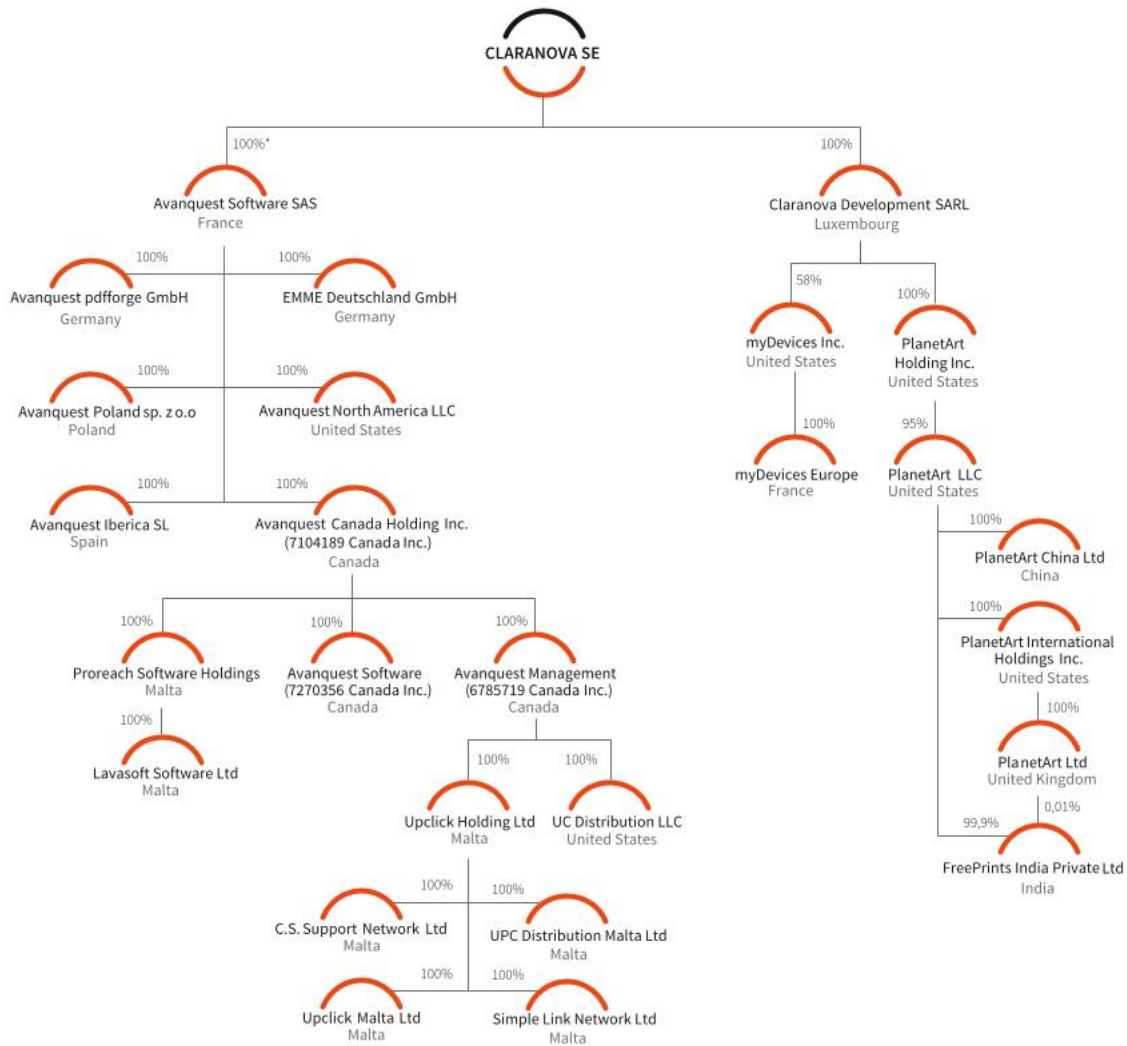 CLARANOVA SE
100%*
100%
Avanquest Software SAS
France
Claranova Development SARL
Luxembourg
100%
100%
Avanquest pdfforge GmbH
Germany
EMME Deutschland GmbH
Germany
58%
100%
myDevices Inc.
United States
PlanetArt
Holding Inc.
United States
100%
100%
Avanquest Poland sp. z o.o
Poland
Avanquest North America LLC
United States
100%
95%
myDevices Europe
France
PlanetArt LLC
United States
100%
100%
Avanquest Iberica SL
Spain
Avanquest Canada Holding Inc.
(7104189 Canada Inc.)
Canada
100%
PlanetArt China Ltd
China
100%
PlanetArt International
Holdings Inc.
United States
100%
100%
100%
Proreach Software Holdings
Malta
Avanquest Software
(7270356 Canada Inc.)
Canada
Avanquest Management
(6785719 Canada Inc.)
Canada
100%
Lavasoft Software Ltd
Malta
100%
PlanetArt Ltd
United Kingdom
100%
100%
Upclick Holding Ltd
Malta
UC Distribution LLC
United States
0,01%
99,9%
FreePrints India Private Ltd
India
100%
100%
C.S. Support Network Ltd
Malta
UPC Distribution Malta Ltd
Malta
100%
100%
Upclick Malta Ltd
Malta
Simple Link Network Ltd
Malta